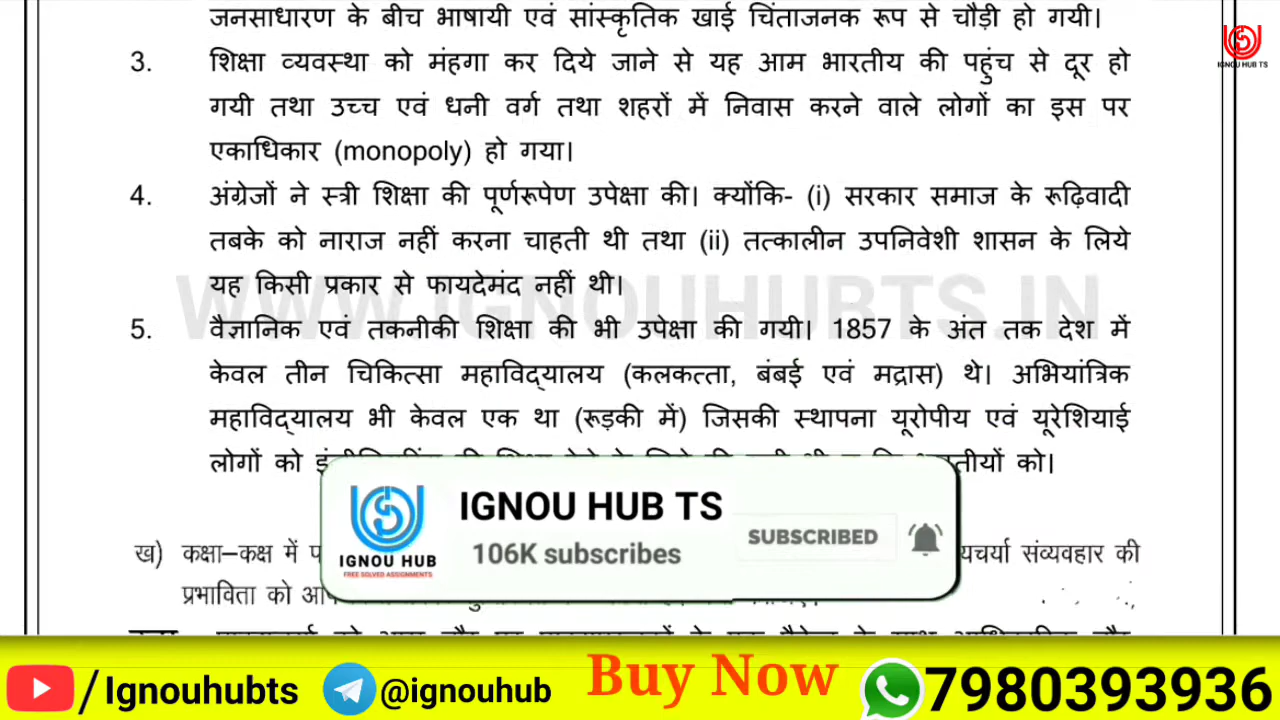 जनसाधारण के बीच भाषायी एवं सांस्कृतिक खाई चिंताजनक रूप से चौड़ी हो गयी।
IGNOU HUB TS
3. शिक्षा व्यवस्था को मंहगा कर दिये जाने से यह आम भारतीय की पहुंच से दूर हो
गयी तथा उच्च एवं धनी वर्ग तथा शहरों में निवास करने वाले लोगों का इस पर
एकाधिकार (monopoly) हो गया।
4. अंग्रेजों ने स्त्री शिक्षा की पूर्णरूपेण उपेक्षा की। क्योंकि- (i) सरकार समाज के रूढ़िवादी
तबके को नाराज नहीं करना चाहती थी तथा (ii) तत्कालीन उपनिवेशी शासन के लिये
यह किसी प्रकार से फायदेमंद नहीं थी।
WWW.IGNOUHUBTS.IN
5. वैज्ञानिक एवं तकनीकी शिक्षा की भी उपेक्षा की गयी। 1857 के अंत तक देश में
केवल तीन चिकित्सा महाविद्यालय (कलकत्ता, बंबई एवं मद्रास) थे। अभियांत्रिक
महाविद्यालय भी केवल एक था (रूड़की में) जिसकी स्थापना यूरोपीय एवं यूरेशियाई
लोगों को को।
IGNOU HUB TS
106K subscribes
SUBSCRIBED
IGNOU HUB
FREE SOLVED ASSIGNMENTS
ख) कक्षा–कक्ष में संव्यवहार की
प्रभाविता को
/Ignouhubts @ignouhub Buy Now 7980393936